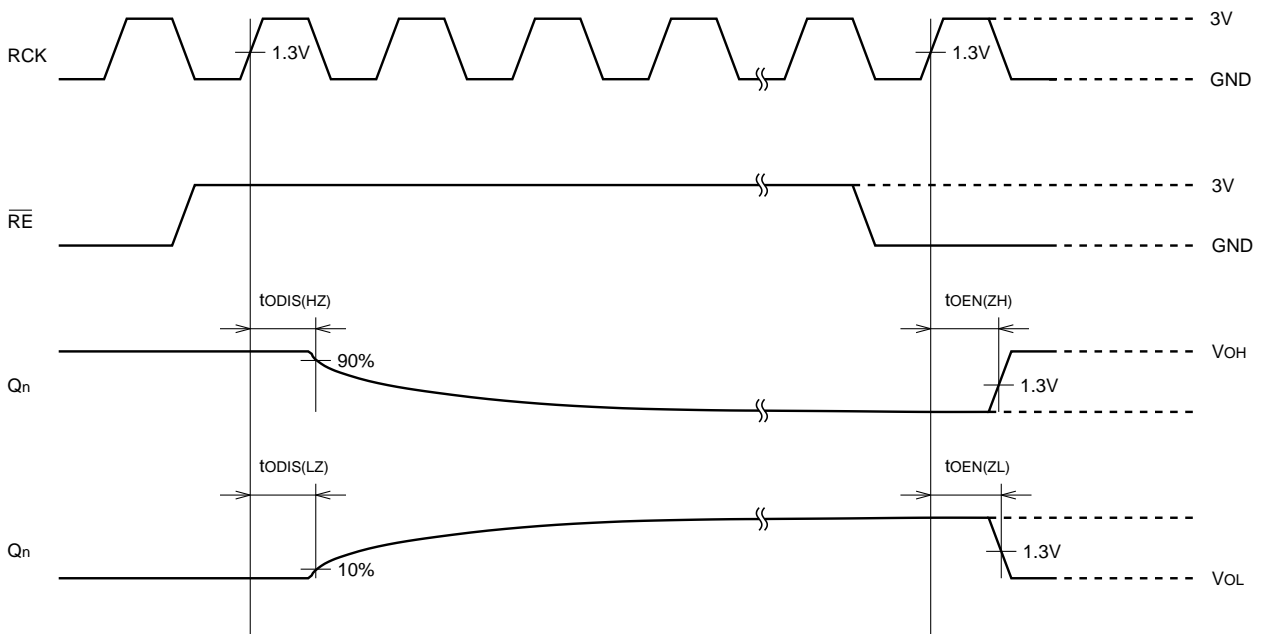 3V
RCK
1.3V
1.3V
GND
3V
RE
GND
tODIS(HZ)
tOEN(ZH)
VOH
90%
Qn
1.3V
tODIS(LZ)
tOEN(ZL)
Qn
1.3V
10%
VOL